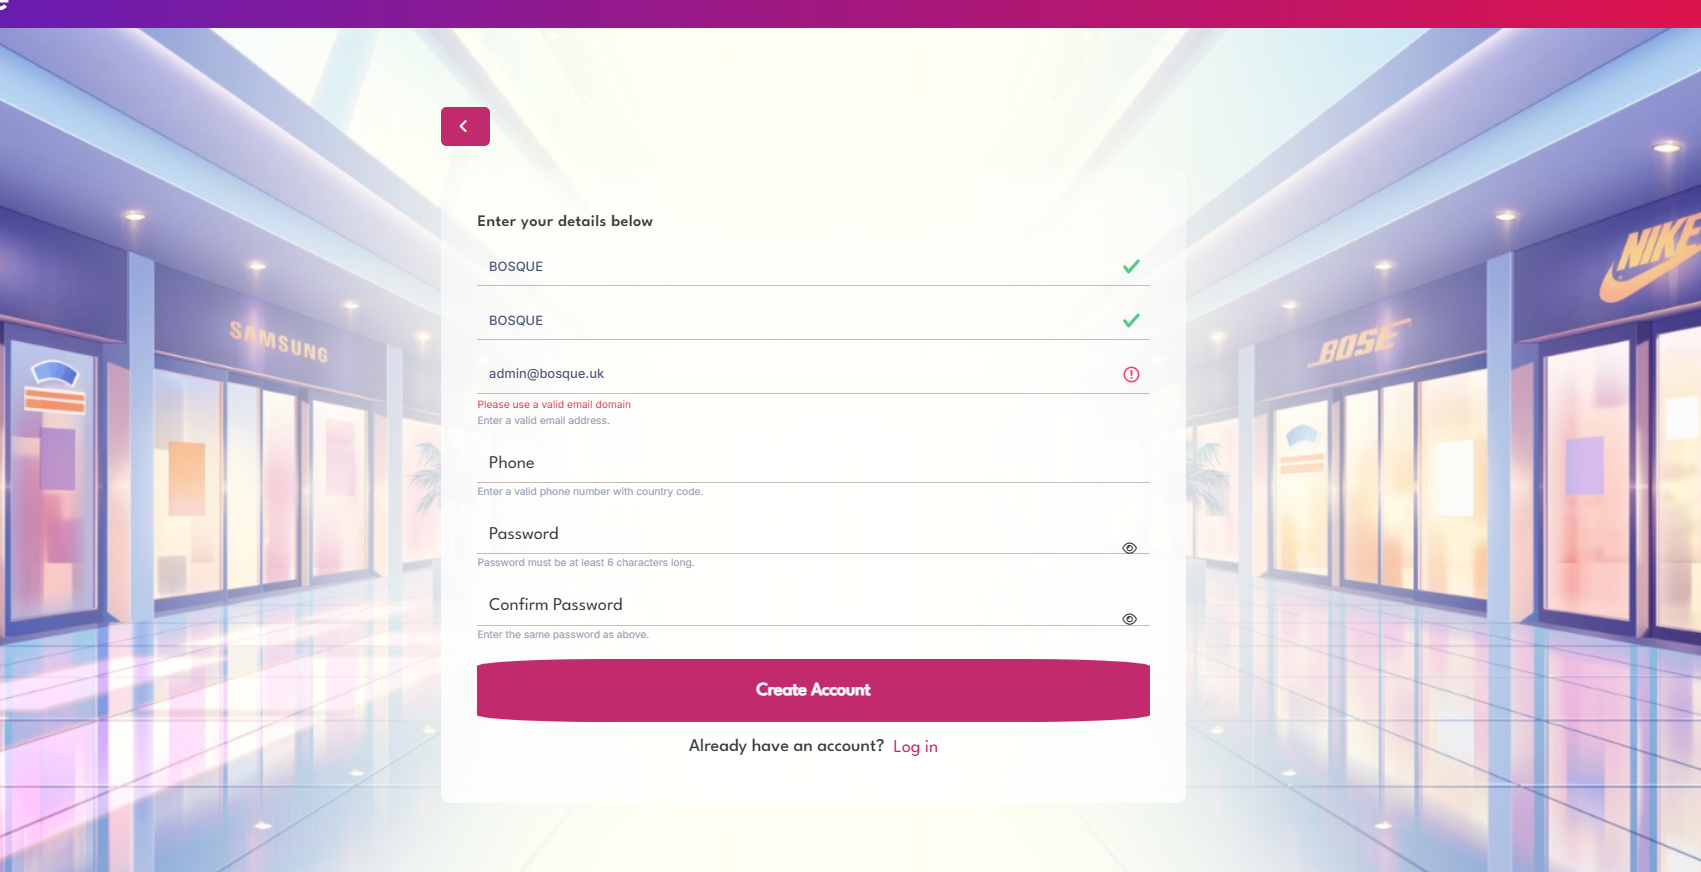 Enter your details below
BOSQUE
BOSQUE
admin@bosque.uk
Please use a valid email domain
Enter a valid email address.
Phone
Enter a valid phone number with country code.
Password
Password must be at least 6 characters long.
Confirm Password
Enter the same password as above.
Create Account
Already have an account? Log in
SAMSUNG
BOSE
NIKE